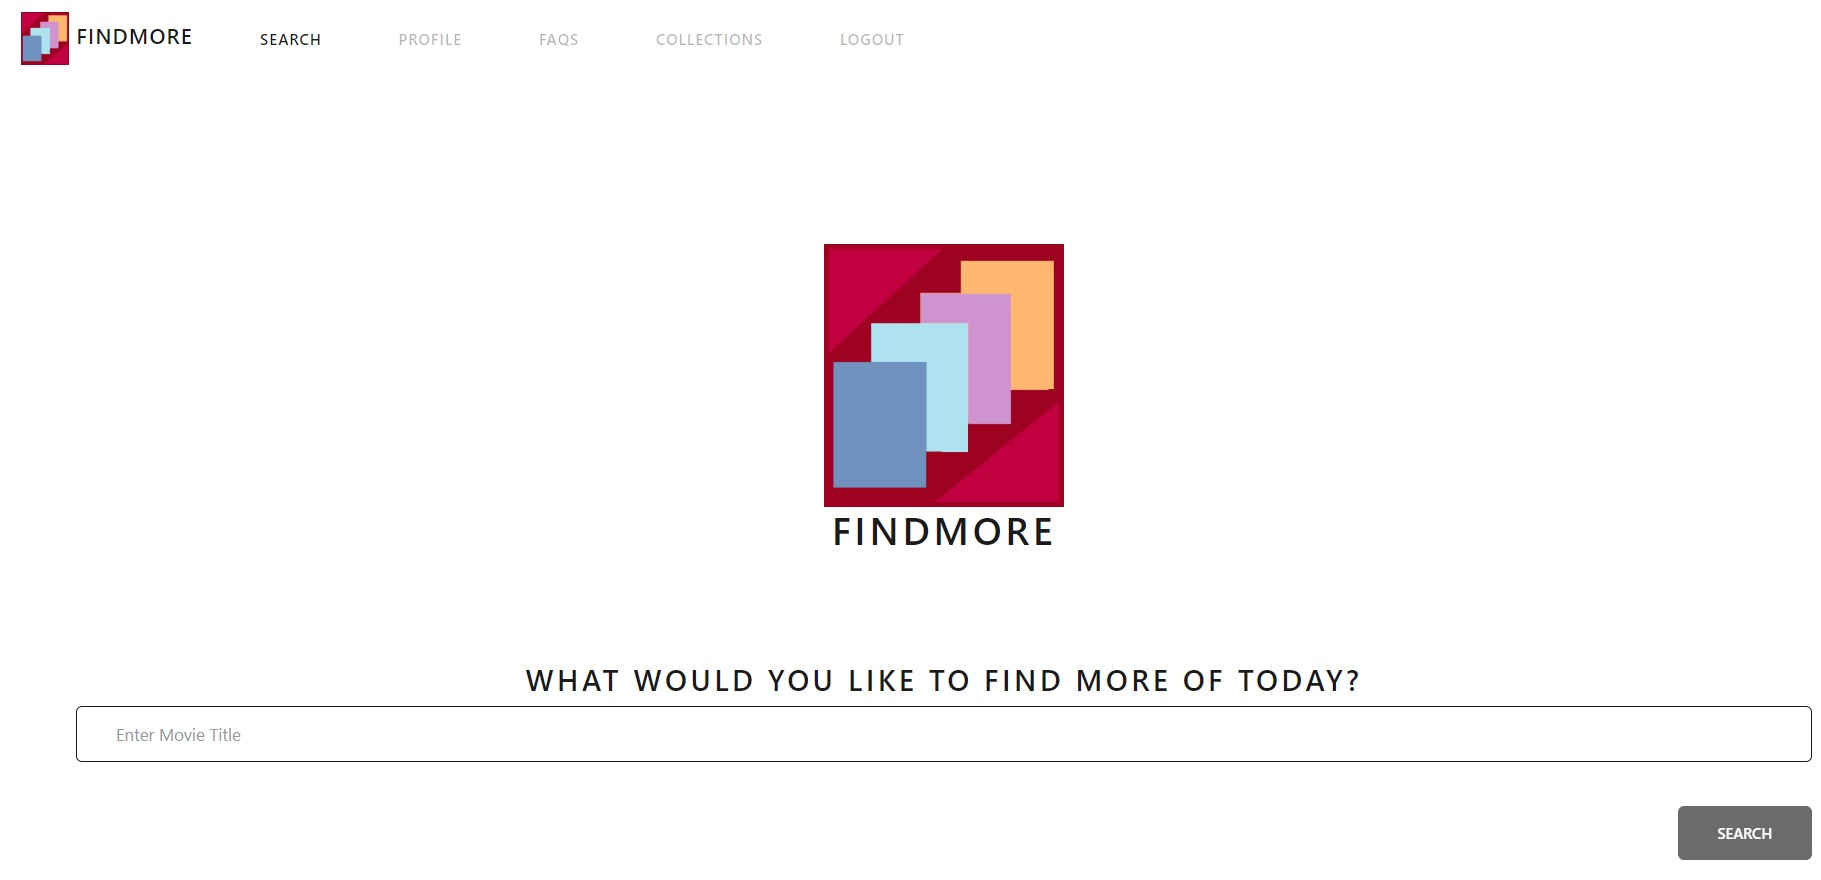 FINDMORE SEARCH PROFILE FAQS COLLECTIONS LOGOUT
FINDMORE
WHAT WOULD YOU LIKE TO FIND MORE OF TODAY?
Enter Movie Title
SEARCH